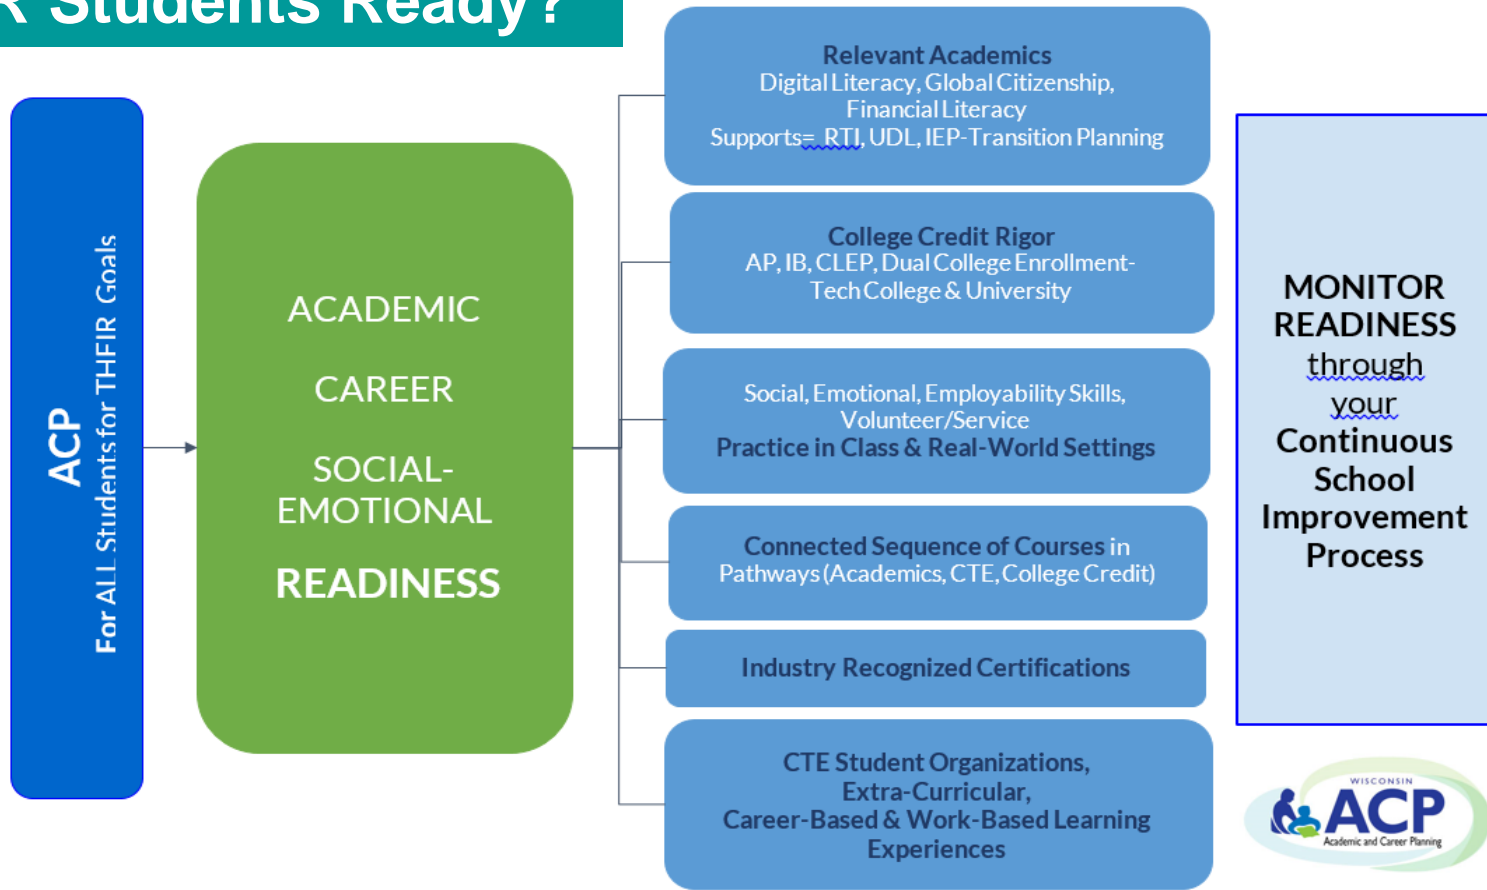 R Students Ready?
ACP
For ALL Students for THEIR Goals
ACADEMIC
CAREER
SOCIAL-
EMOTIONAL
READINESS
Relevant Academics
Digital Literacy, Global Citizenship,
Financial Literacy
Supports= RTI, UDL, IEP-Transition Planning
College Credit Rigor
AP, IB, CLEP, Dual College Enrollment-
Tech College & University
Social, Emotional, Employability Skills,
Volunteer/Service
Practice in Class & Real-World Settings
Connected Sequence of Courses in
Pathways (Academics, CTE, College Credit)
Industry Recognized Certifications
CTE Student Organizations,
Extra-Curricular,
Career-Based & Work-Based Learning
Experiences
MONITOR
READINESS
through
your
Continuous
School
Improvement
Process
WISCONSIN
ACP
Academic and Career Planning